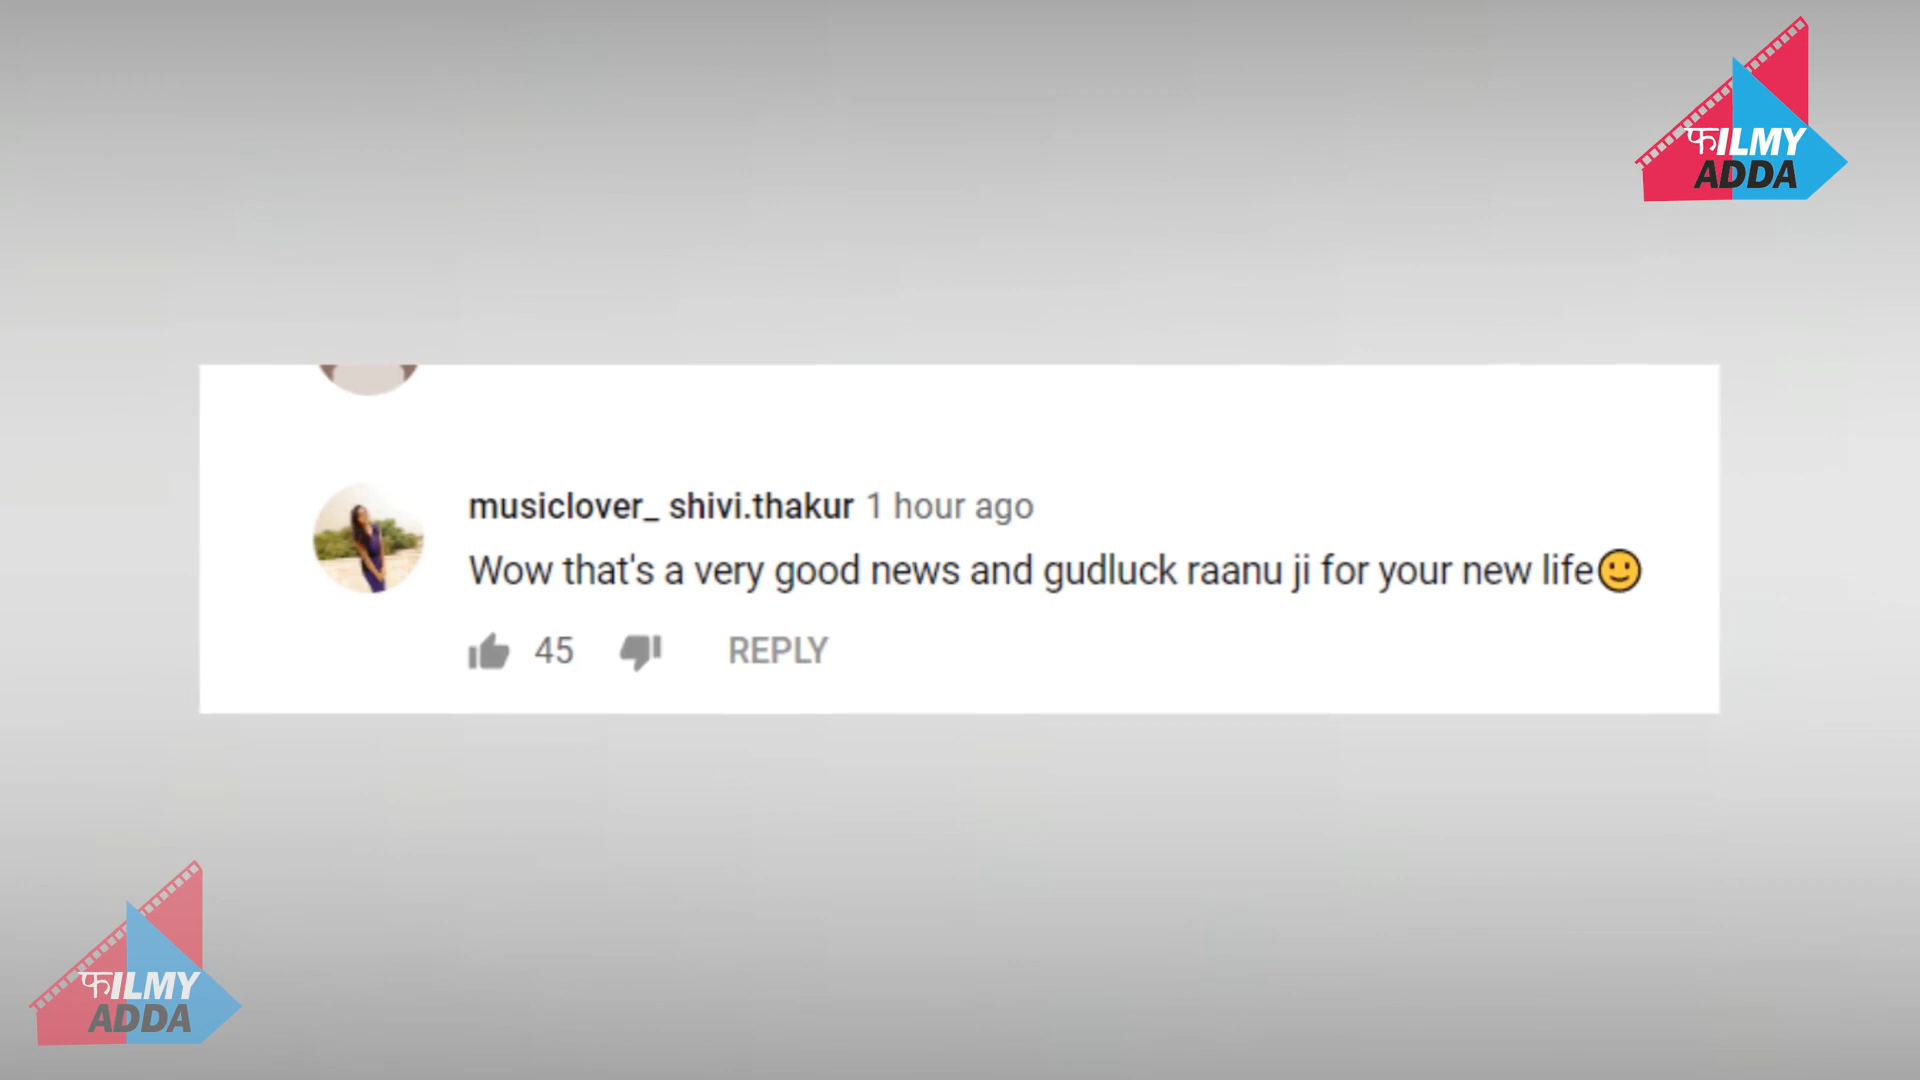 फILMY
ADDA
musiclover_ shivi.thakur 1 hour ago
Wow that's a very good news and gudluck raanu ji for your new life🙂
45 REPLY
फILMY
ADDA